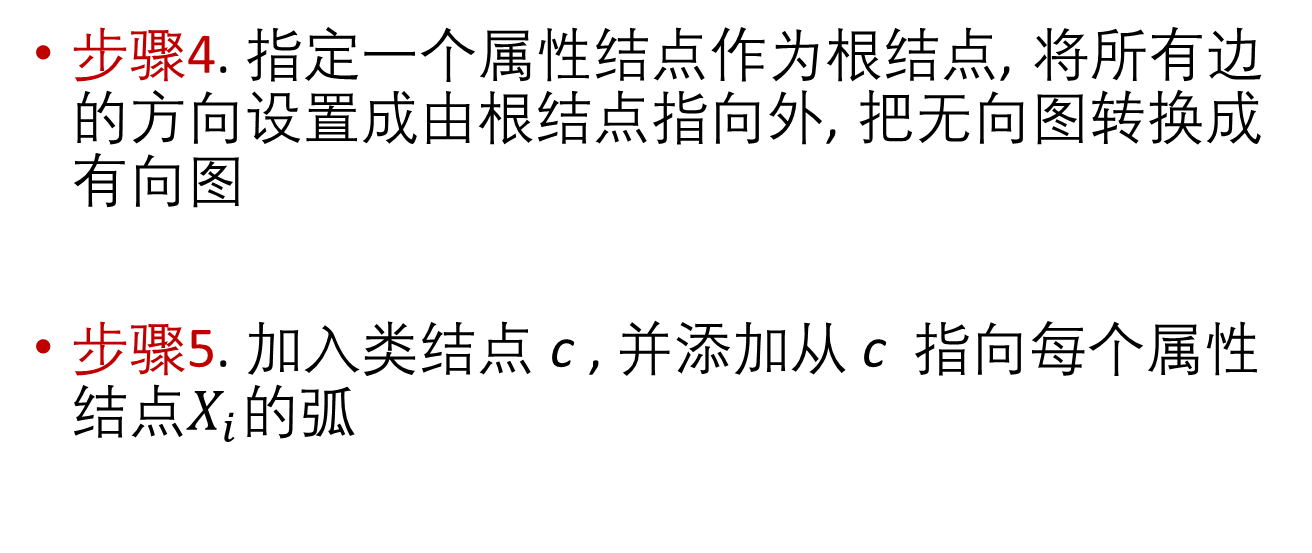 • 步骤4. 指定一个属性结点作为根结点, 将所有边
的方向设置成由根结点指向外, 把无向图转换成
有向图
• 步骤5. 加入类结点 c , 并添加从 c 指向每个属性
结点Xᵢ的弧